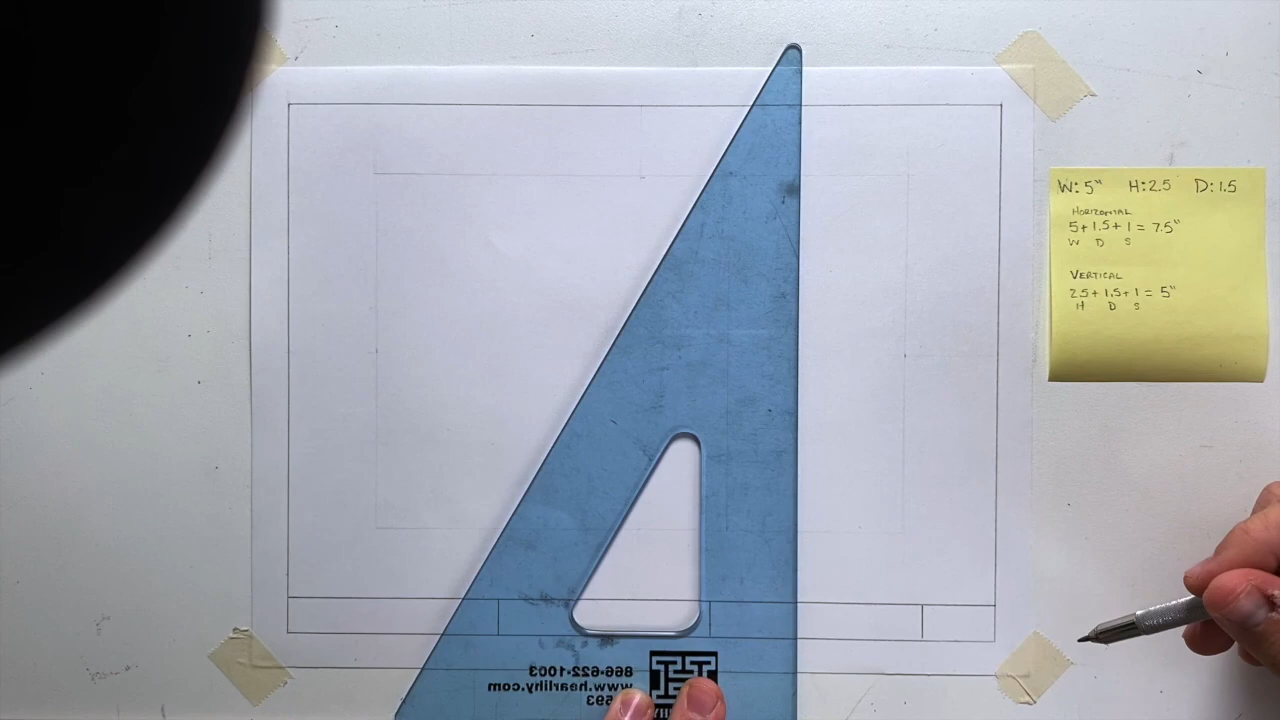 W: 5" H: 2.5 D: 1.5
HORIZONTAL
5 + 1.5 + 1 = 7.5"
W D S
VERTICAL
2.5 + 1.5 + 1 = 5"
H D S
866-622-1003
www.hearlihy.com